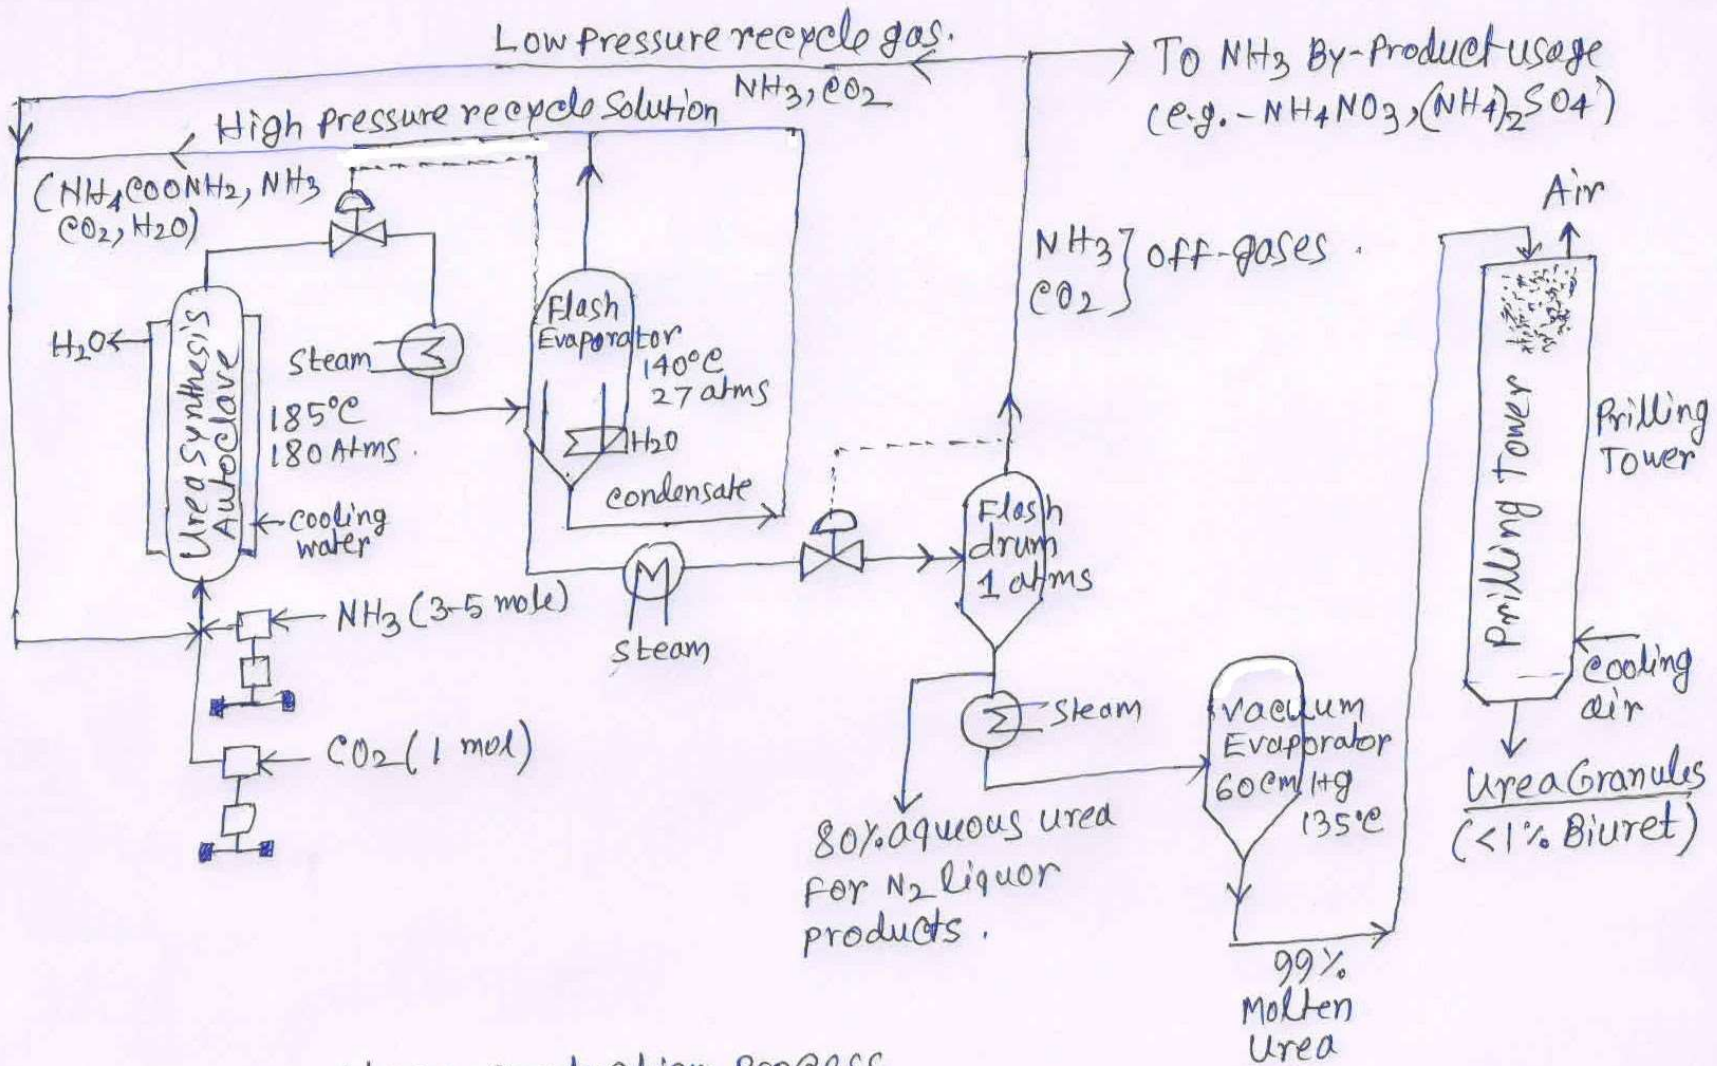 Low pressure recycle gas.
NH3, CO2
To NH3 By-Product usage
(e.g. - NH4NO3, (NH4)2SO4)
High pressure recycle Solution
(NH4COONH2, NH3
CO2, H2O)
Air
NH3
CO2
} off-gases.
H2O
Steam
Urea Synthesis
Autoclave
185°C
180 Atms.
Flash
Evaporator
140°C
27 atms
H2O
Condensate
← Cooling
water
Flash
drum
1 atms
Prilling Tower
Prilling
Tower
NH3 (3-5 mole)
Steam
CO2 (1 mol)
Steam
Vacuum
Evaporator
60cm Hg
135°C
Cooling
air
80% aqueous urea
For N2 liquor
products.
Urea Granules
(<1% Biuret)
99%
Molten
Urea